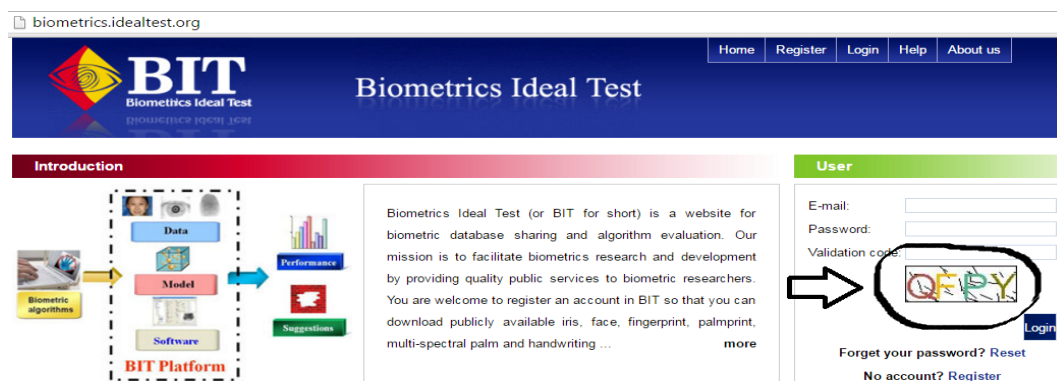 biometrics.idealtest.org
Home Register Login Help About us
BIT
Biometrics Ideal Test
Biometrics Ideal Test
Introduction
Data
Model
Software
BIT Platform
Biometric
algorithms
Performance
Suggestions
Biometrics Ideal Test (or BIT for short) is a website for
biometric database sharing and algorithm evaluation. Our
mission is to facilitate biometrics research and development
by providing quality public services to biometric researchers.
You are welcome to register an account in BIT so that you can
download publicly available iris, face, fingerprint, palmprint,
multi-spectral palm and handwriting ... more
User
E-mail:
Password:
Validation code:
QFPY
Login
Forget your password? Reset
No account? Register